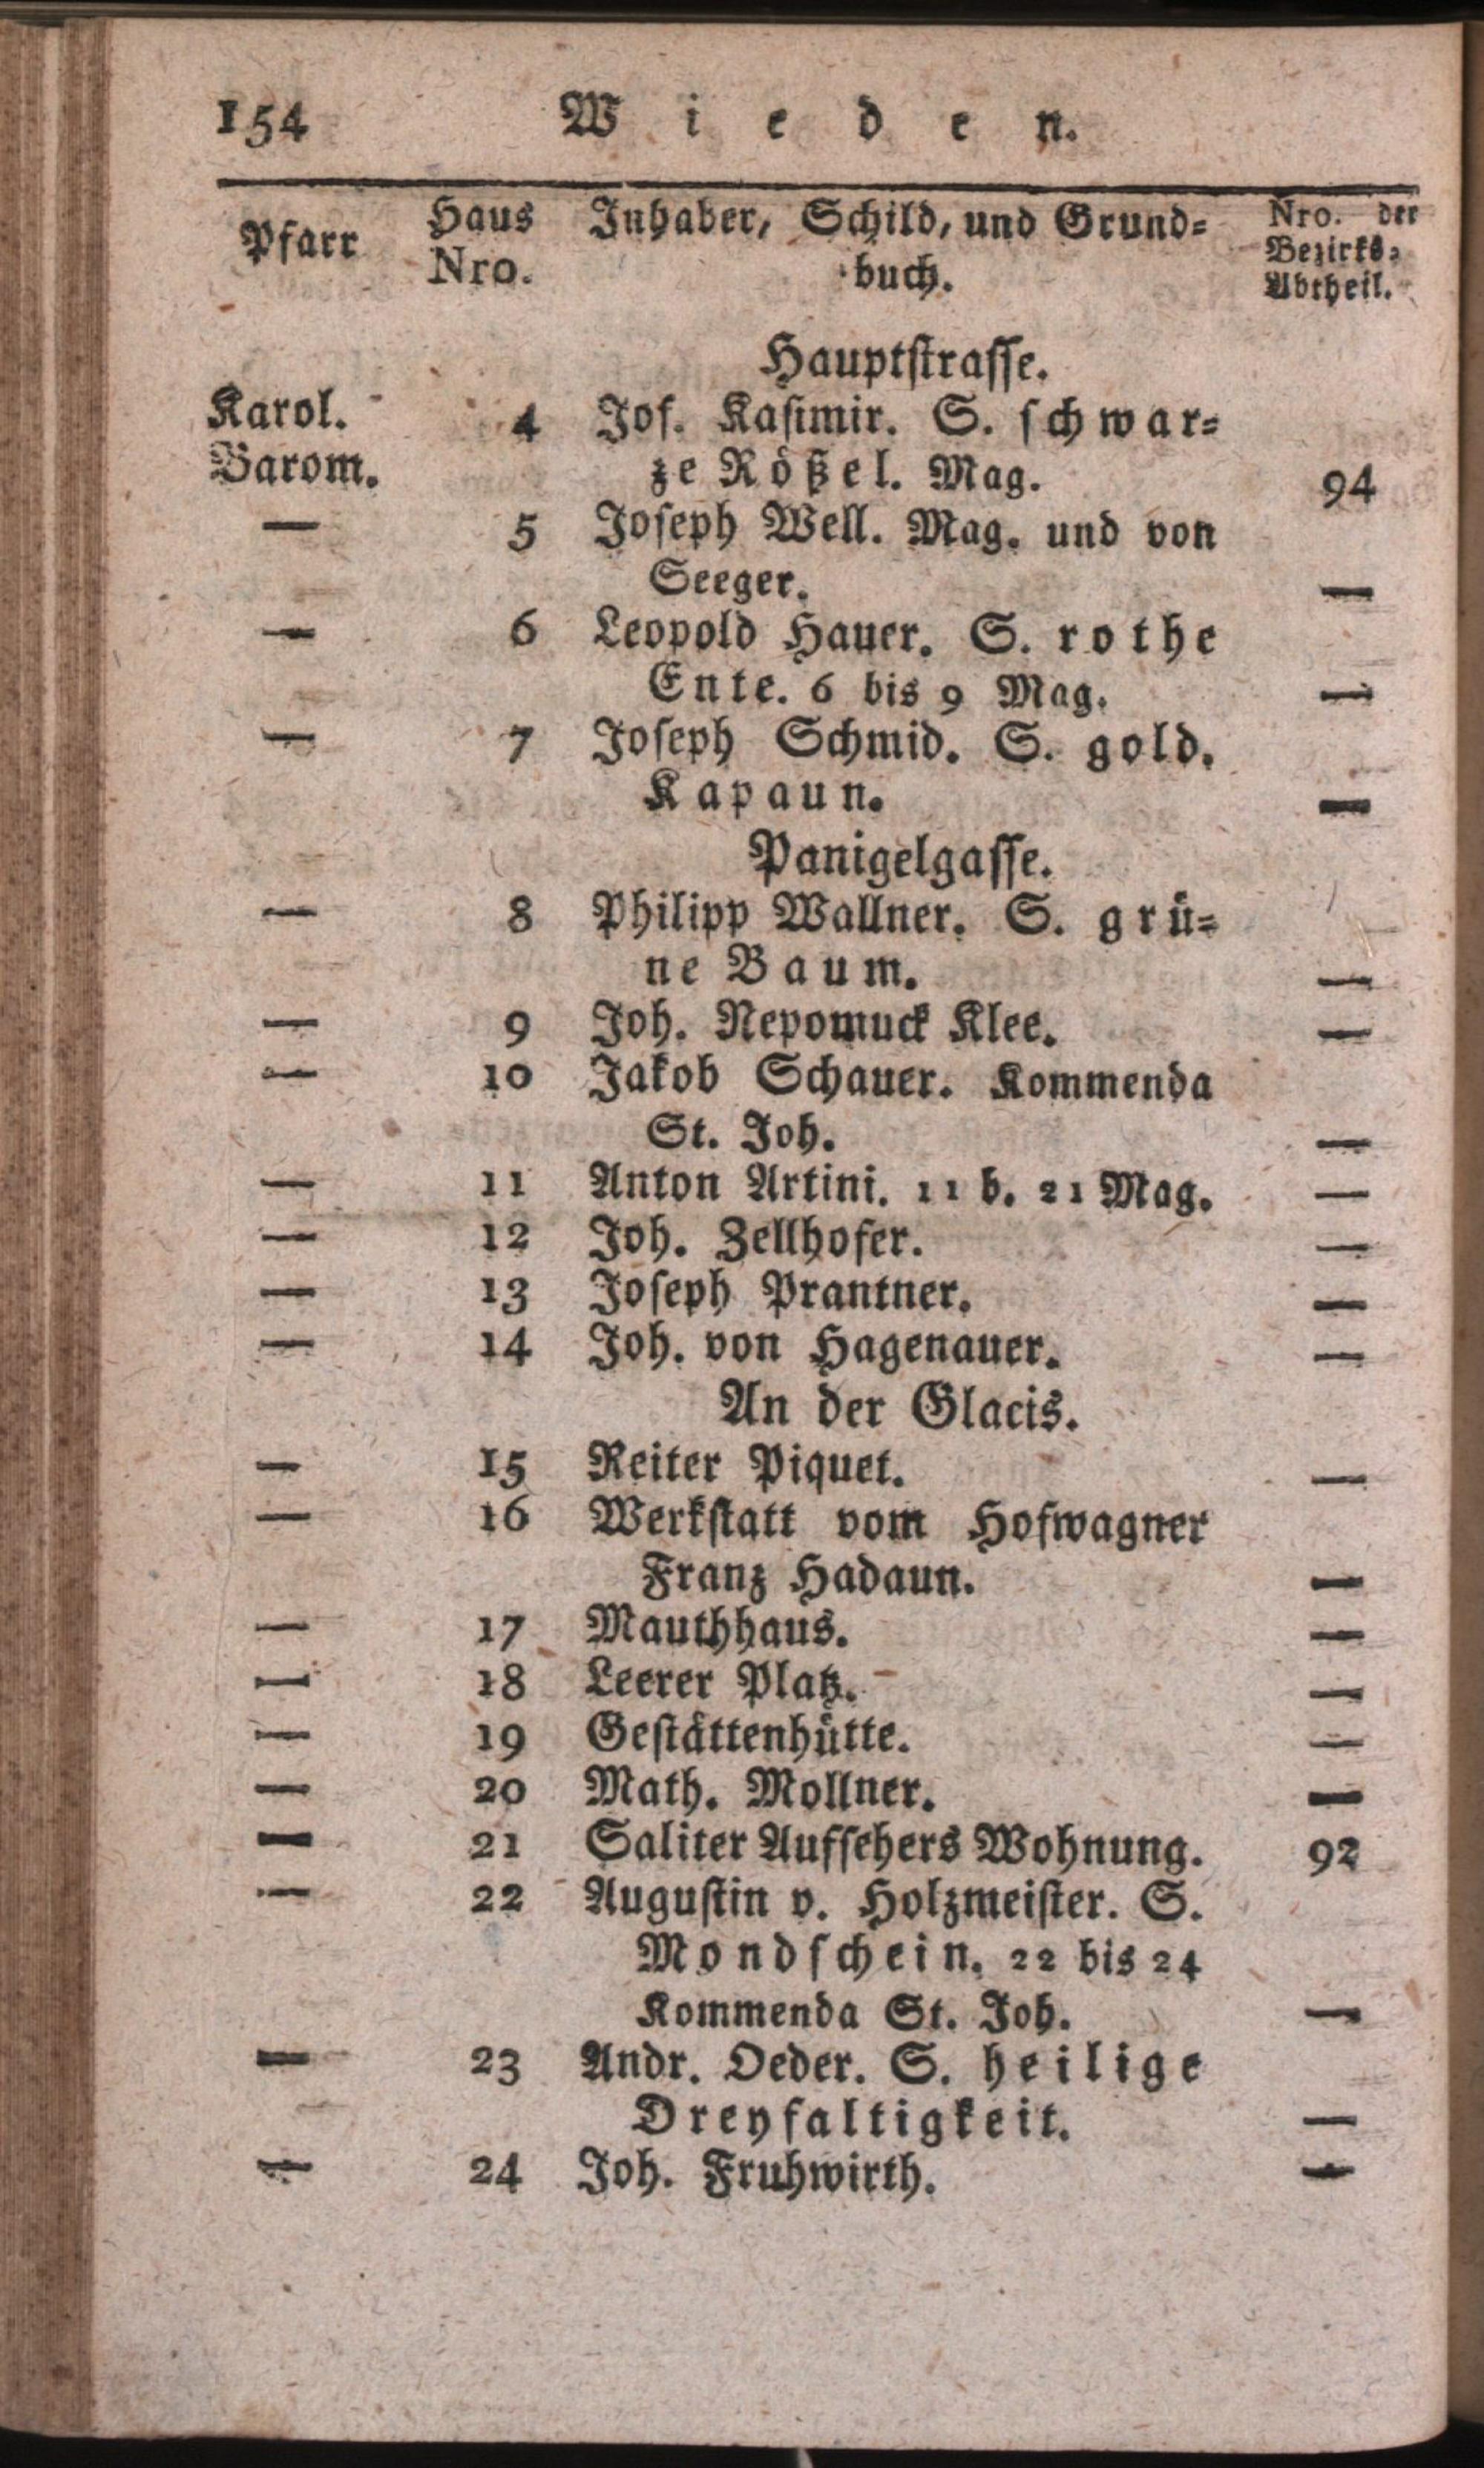 154 Wieden.
Pfarr Haus Nro. Inhaber, Schild, und Grund= buch. Nro. der Bezirks= Abtheil.
Hauptstrasse.
Karol. 4 Jos. Kasimir. S. schwar=
Barom. ze Rößel. Mag. 94
— 5 Joseph Well. Mag. und von
Seeger. —
— 6 Leopold Hauer. S. rothe
Ente. 6 bis 9 Mag. —
— 7 Joseph Schmid. S. gold.
Kapaun. —
Panigelgasse.
— 8 Philipp Wallner. S. grü=
ne Baum. —
— 9 Joh. Nepomuck Klee. —
— 10 Jakob Schauer. Kommenda
St. Joh. —
— 11 Anton Artini. 11 b. 21 Mag. —
— 12 Joh. Zellhofer. —
— 13 Joseph Prantner. —
— 14 Joh. von Hagenauer. —
An der Glacis.
— 15 Reiter Piquet. —
— 16 Werkstatt vom Hofwagner
Franz Hadaun. —
— 17 Mauthhaus. —
— 18 Leerer Platz. —
— 19 Gestättenhütte. —
— 20 Math. Mollner. —
— 21 Saliter Aufsehers Wohnung. 92
— 22 Augustin v. Holzmeister. S.
Mondschein. 22 bis 24
Kommenda St. Joh. —
— 23 Andr. Oeder. S. heilige
Dreyfaltigkeit. —
— 24 Joh. Fruhwirth. —